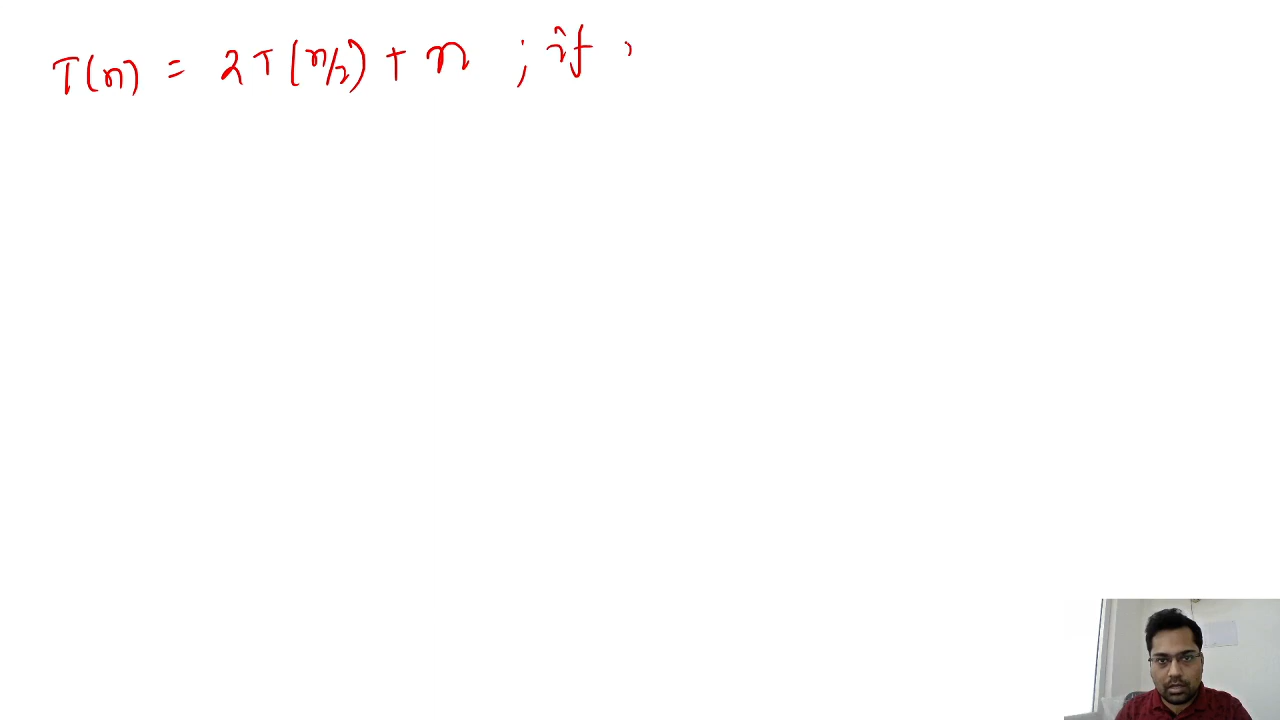 T(n) = 2T(n/2) + n ; if